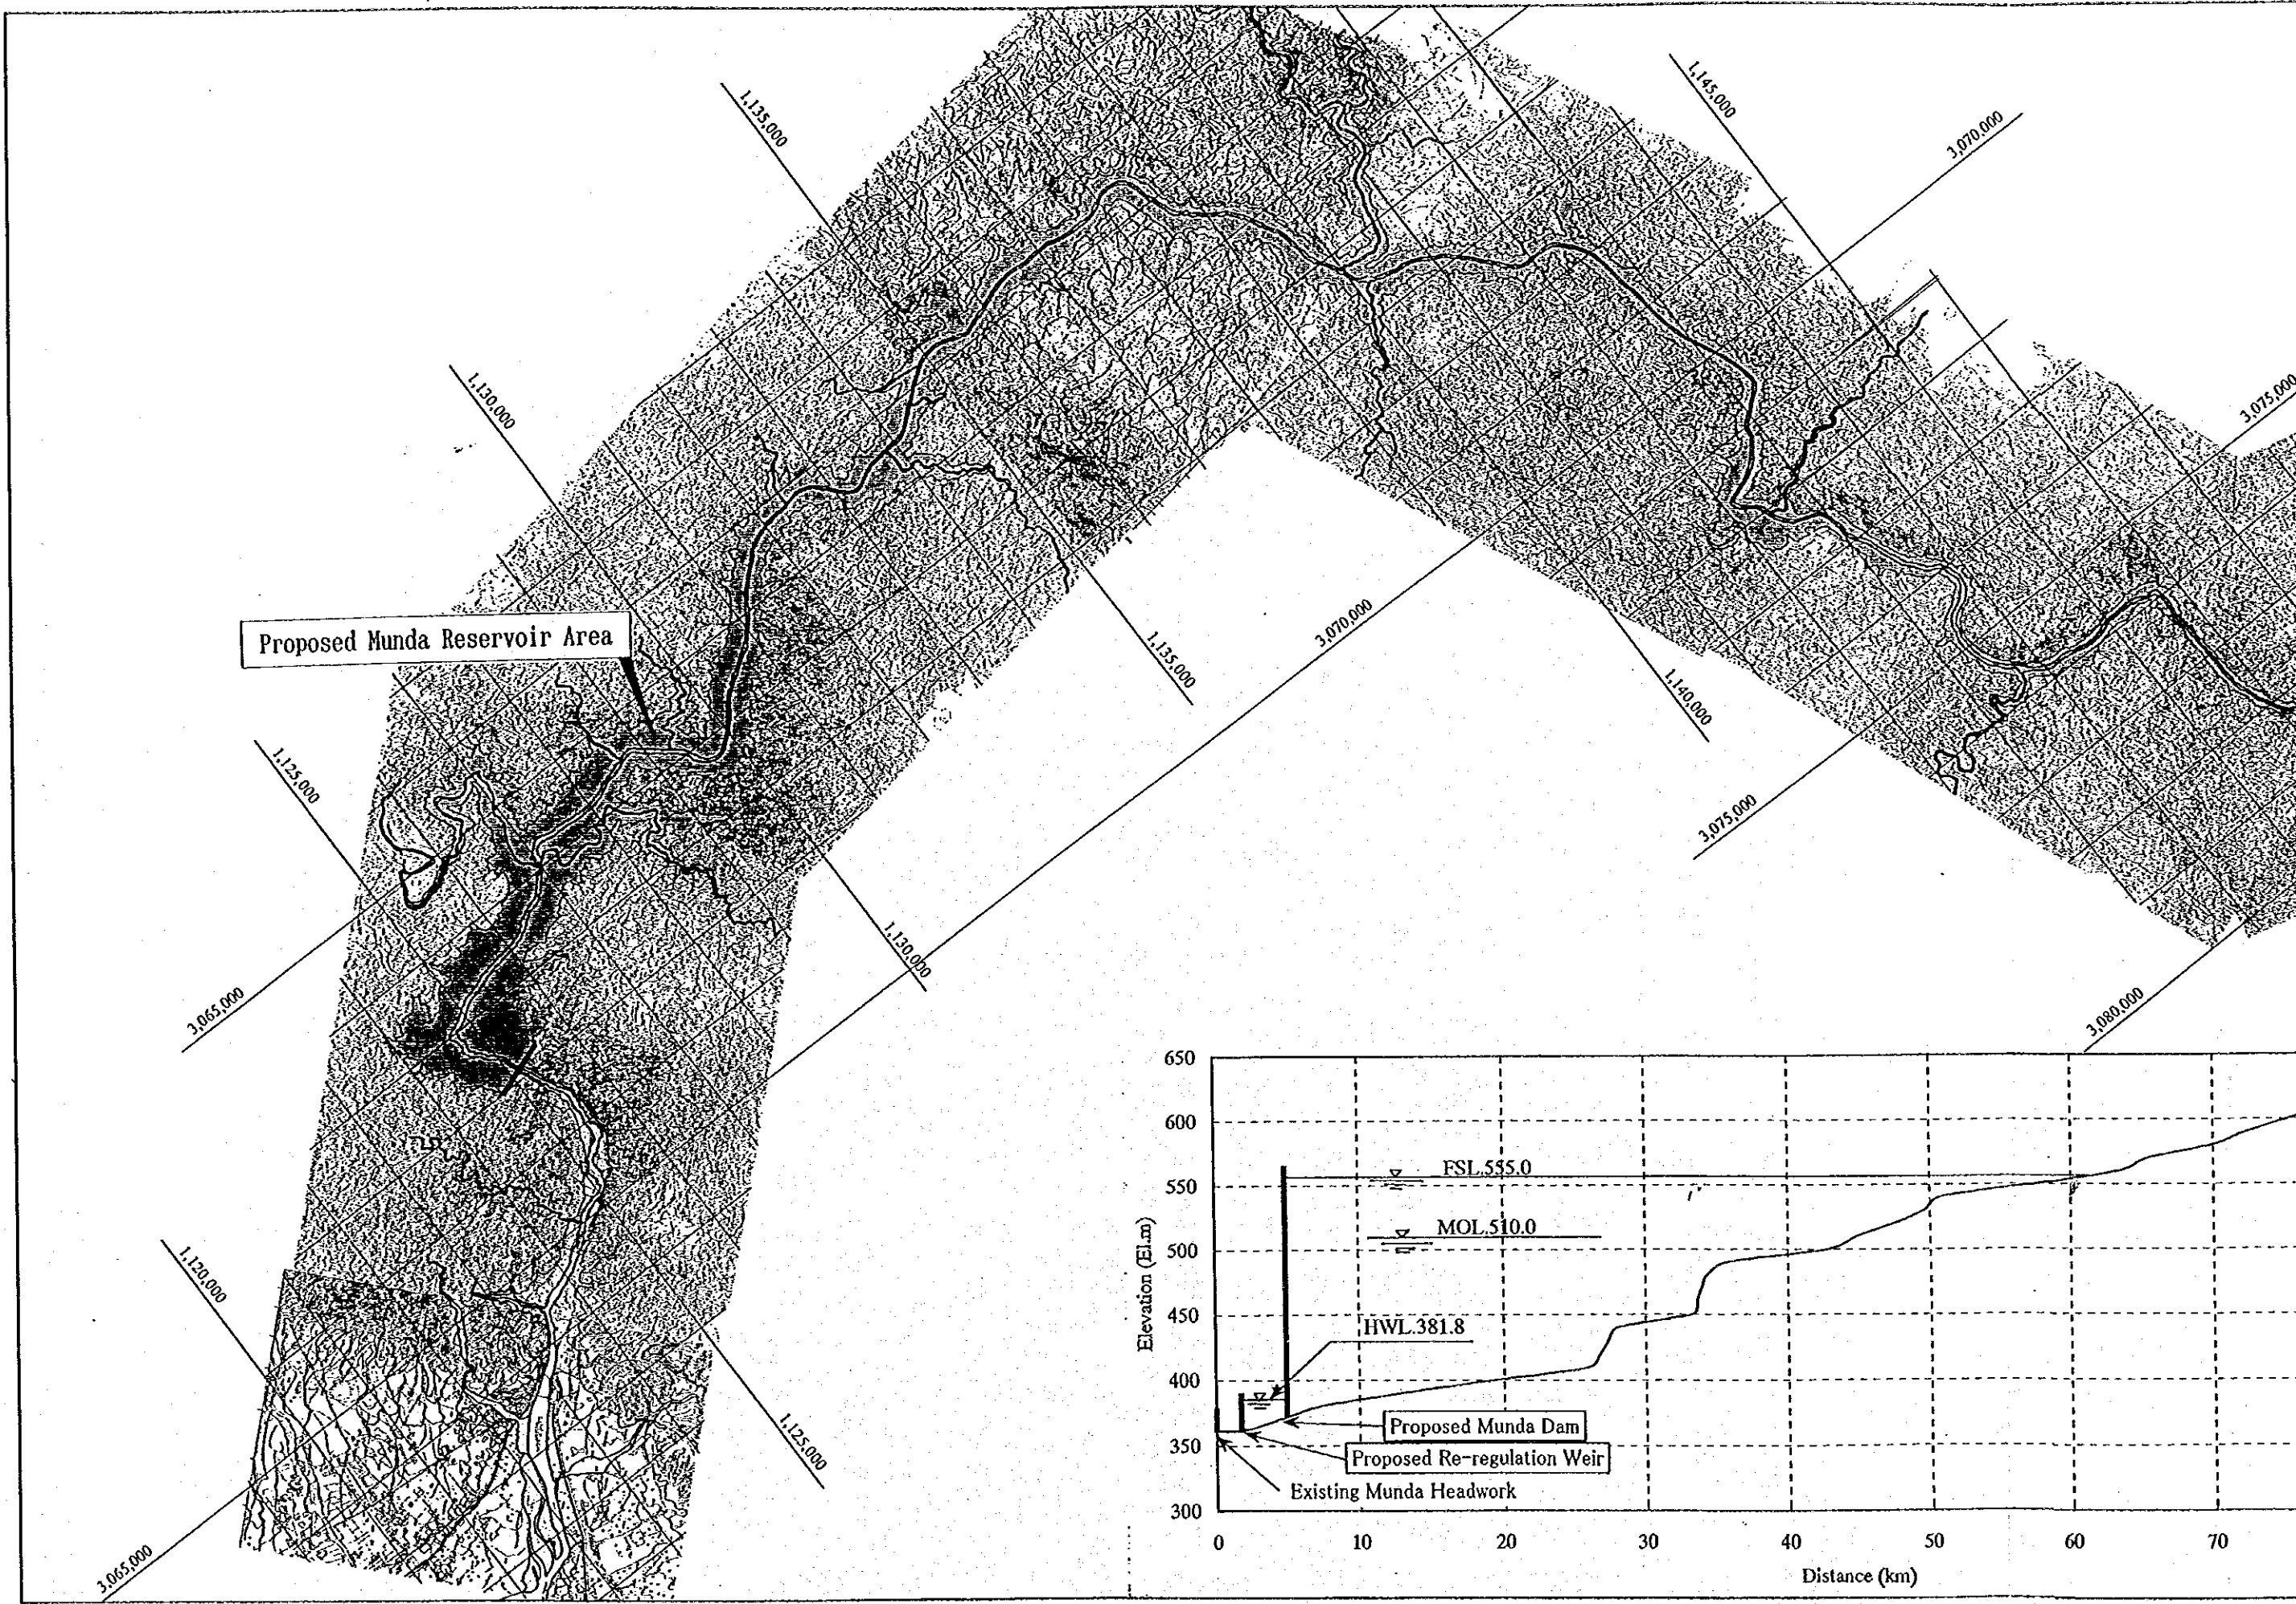 1,145,000
3,070,000
1,135,000
1,130,000
3,075,000
Proposed Munda Reservoir Area
3,070,000
1,135,000
1,140,000
1,125,000
3,075,000
1,130,000
3,065,000
3,080,000
1,120,000
1,125,000
3,065,000
650
600
550
500
450
400
350
300
Elevation (El.m)
FSL.555.0
MOL.510.0
HWL.381.8
Proposed Munda Dam
Proposed Re-regulation Weir
Existing Munda Headwork
0 10 20 30 40 50 60 70
Distance (km)